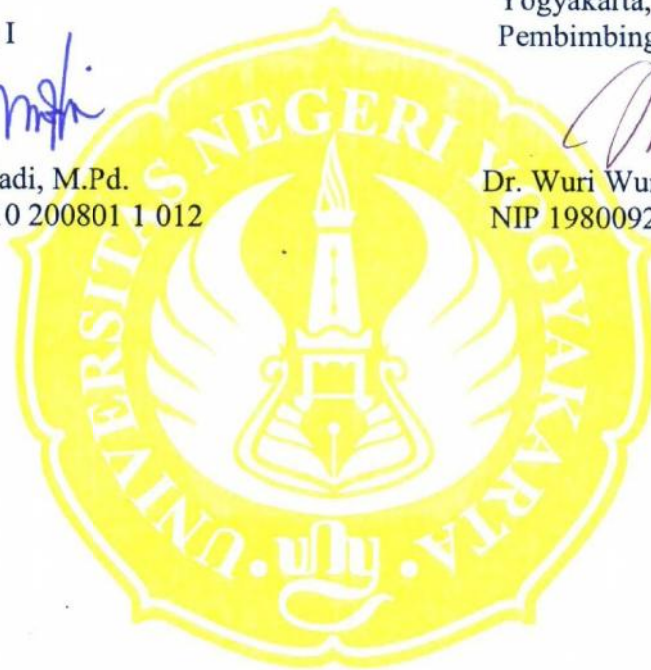 Yogyakarta,
I
Pembimbing
adi, M.Pd.
Dr. Wuri Wu
0 200801 1 012
NIP 1980092
UNIVERSITAS NEGERI YOGYAKARTA
uny